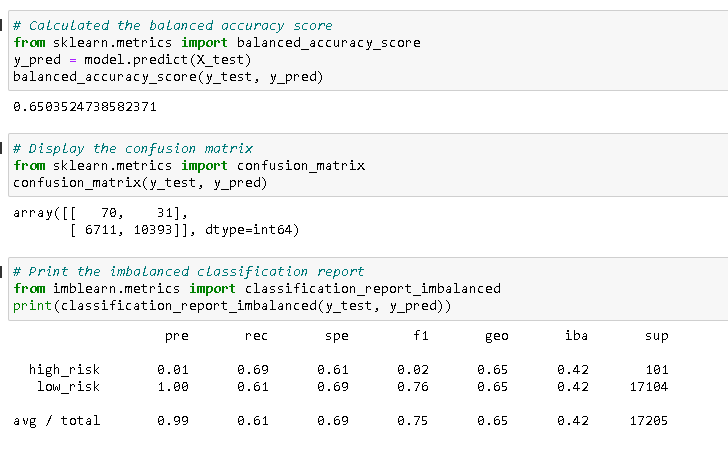 # Calculated the balanced accuracy score
from sklearn.metrics import balanced_accuracy_score
y_pred = model.predict(X_test)
balanced_accuracy_score(y_test, y_pred)
0.6503524738582371
# Display the confusion matrix
from sklearn.metrics import confusion_matrix
confusion_matrix(y_test, y_pred)
array([[   70,    31],
       [ 6711, 10393]], dtype=int64)
# Print the imbalanced classification report
from imblearn.metrics import classification_report_imbalanced
print(classification_report_imbalanced(y_test, y_pred))
pre rec spe f1 geo iba sup
high_risk 0.01 0.69 0.61 0.02 0.65 0.42 101
low_risk 1.00 0.61 0.69 0.76 0.65 0.42 17104
avg / total 0.99 0.61 0.69 0.75 0.65 0.42 17205